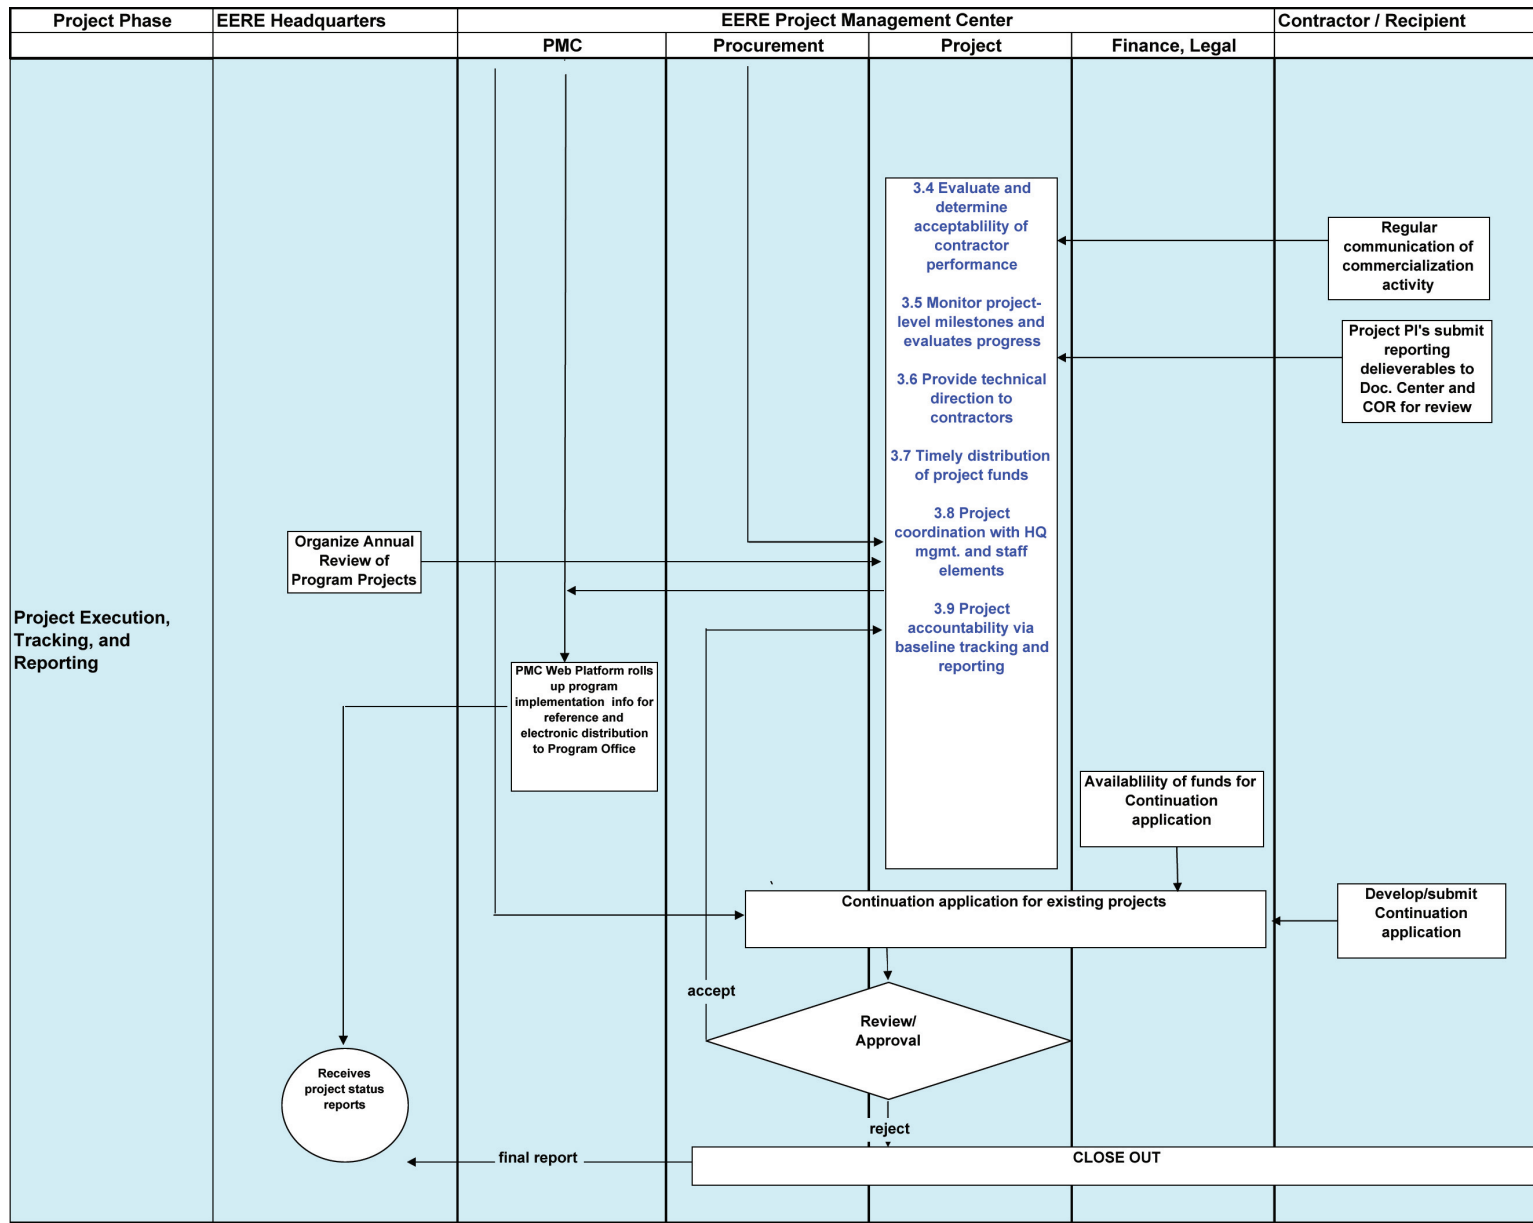 Project Phase
EERE Headquarters
EERE Project Management Center
Contractor / Recipient
PMC
Procurement
Project
Finance, Legal
3.4 Evaluate and
determine
acceptablility of
contractor
performance
3.5 Monitor project-
level milestones and
evaluates progress
3.6 Provide technical
direction to
contractors
3.7 Timely distribution
of project funds
3.8 Project
coordination with HQ
mgmt. and staff
elements
3.9 Project
accountability via
baseline tracking and
reporting
Regular
communication of
commercialization
activity
Project PI's submit
reporting
delieverables to
Doc. Center and
COR for review
Organize Annual
Review of
Program Projects
Project Execution,
Tracking, and
Reporting
PMC Web Platform rolls
up program
implementation info for
reference and
electronic distribution
to Program Office
Availablility of funds for
Continuation
application
Continuation application for existing projects
Develop/submit
Continuation
application
accept
Review/
Approval
Receives
project status
reports
reject
final report
CLOSE OUT